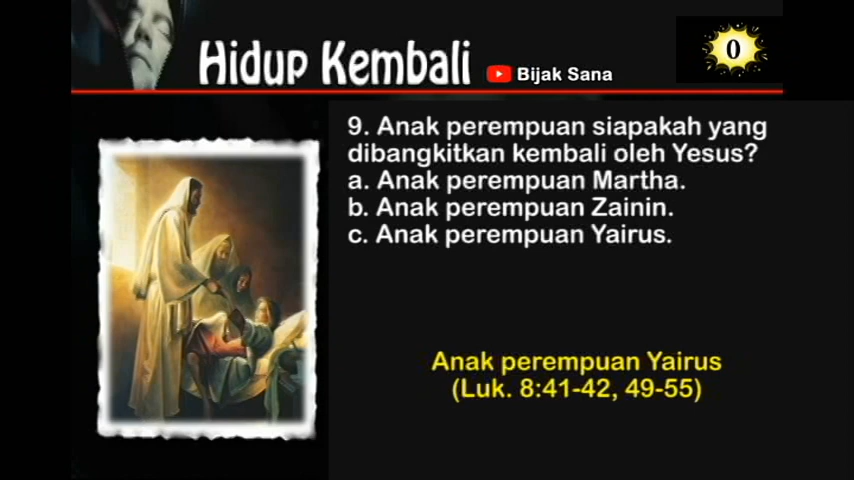 Hidup Kembali
Bijak Sana
0
9. Anak perempuan siapakah yang
dibangkitkan kembali oleh Yesus?
a. Anak perempuan Martha.
b. Anak perempuan Zainin.
c. Anak perempuan Yairus.
Anak perempuan Yairus
(Luk. 8:41-42, 49-55)